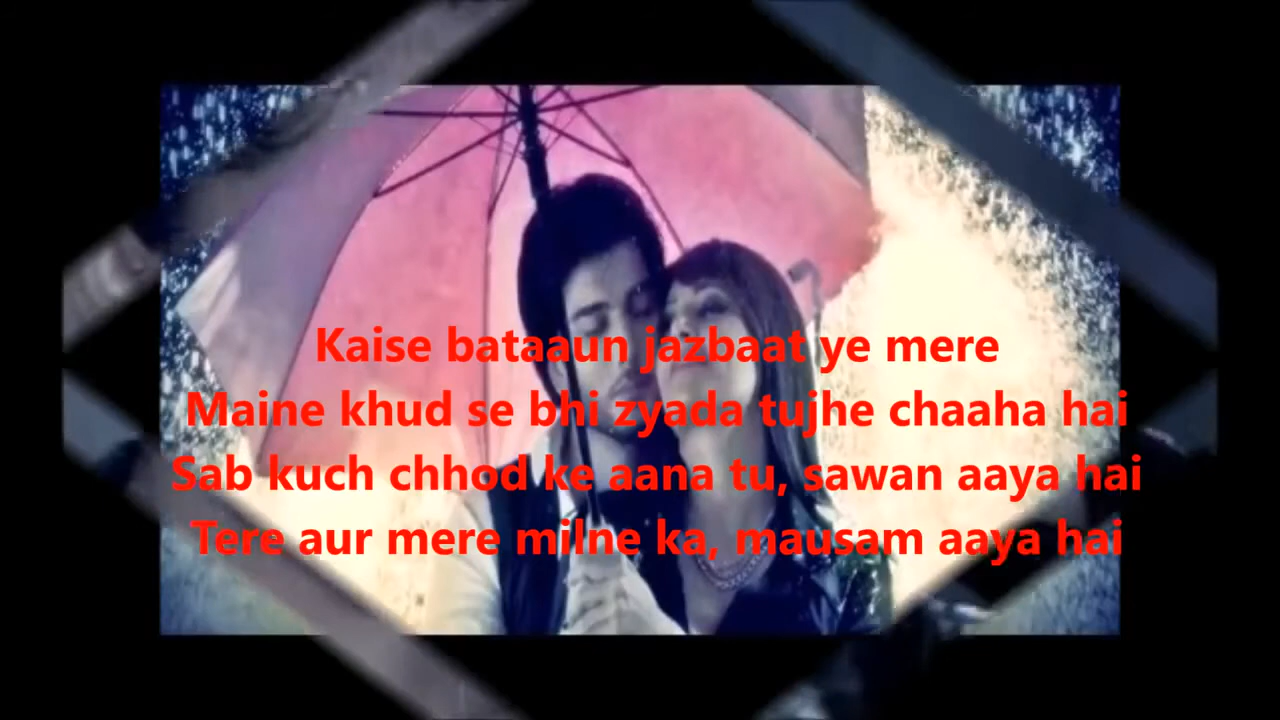 Kaise bataaun jazbaat ye mere
Maine khud se bhi zyada tujhe chaaha hai
Sab kuch chhod ke aana tu, sawan aaya hai
Tere aur mere milne ka, mausam aaya hai